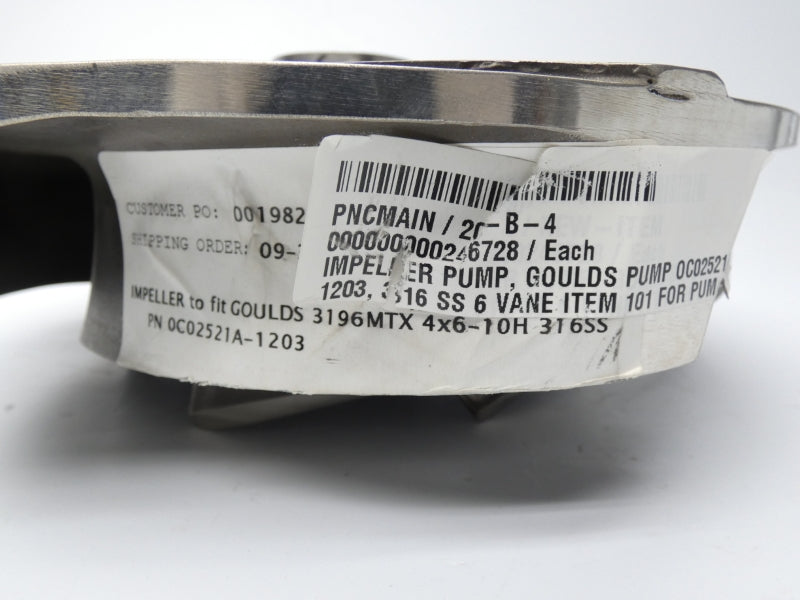 CUSTOMER PO: 001982
SHIPPING ORDER: 09-
IMPELLER to fit GOULDS 3196MTX 4x6-10H 316SS
PN 0C02521A-1203
PNCMAIN / -B-4
000000000246728 / Each
IMPELLER PUMP, GOULDS PUMP 0C02521
1203, 316 SS 6 VANE ITEM 101 FOR PUM